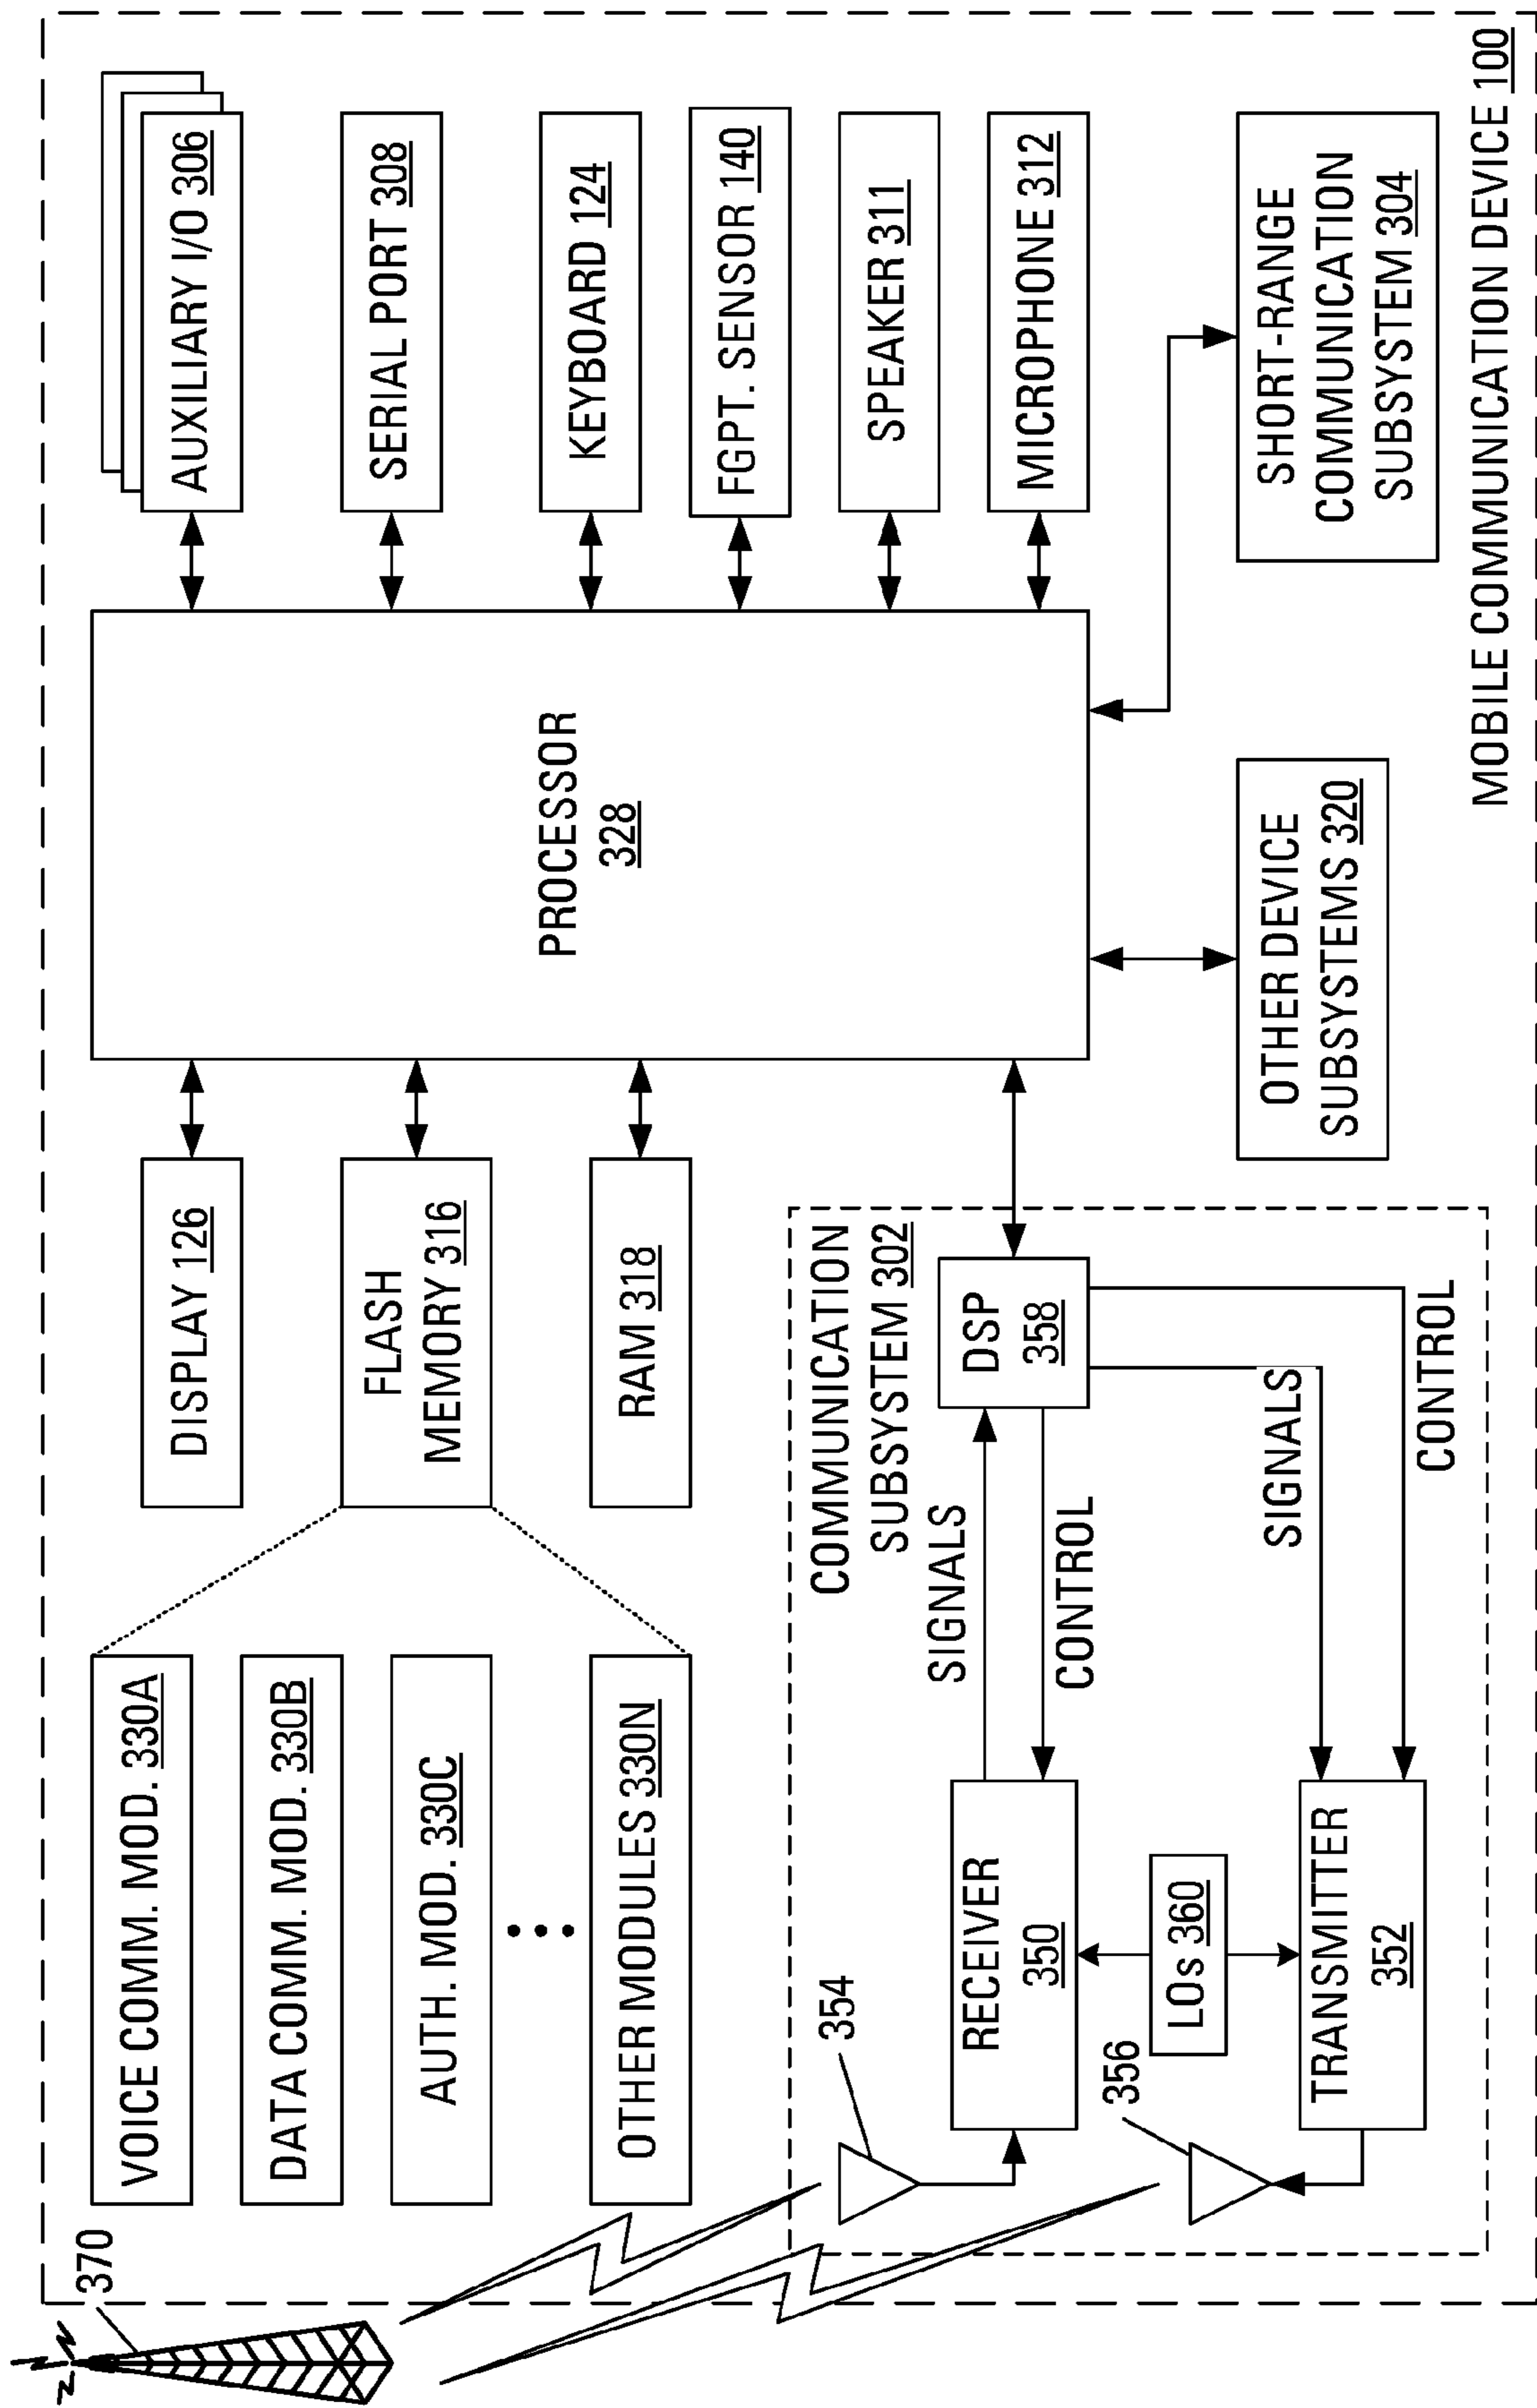 370
VOICE COMM. MOD. 330A
DATA COMM. MOD. 330B
AUTH. MOD. 330C
OTHER MODULES 330N
DISPLAY 126
FLASH
MEMORY 316
RAM 318
PROCESSOR
328
AUXILIARY I/O 306
SERIAL PORT 308
KEYBOARD 124
FGPT. SENSOR 140
SPEAKER 311
MICROPHONE 312
COMMUNICATION
SUBSYSTEM 302
354
RECEIVER
350
SIGNALS
CONTROL
DSP
358
356
LOs 360
TRANSMITTER
352
SIGNALS
CONTROL
OTHER DEVICE
SUBSYSTEMS 320
SHORT-RANGE
COMMUNICATION
SUBSYSTEM 304
MOBILE COMMUNICATION DEVICE 100